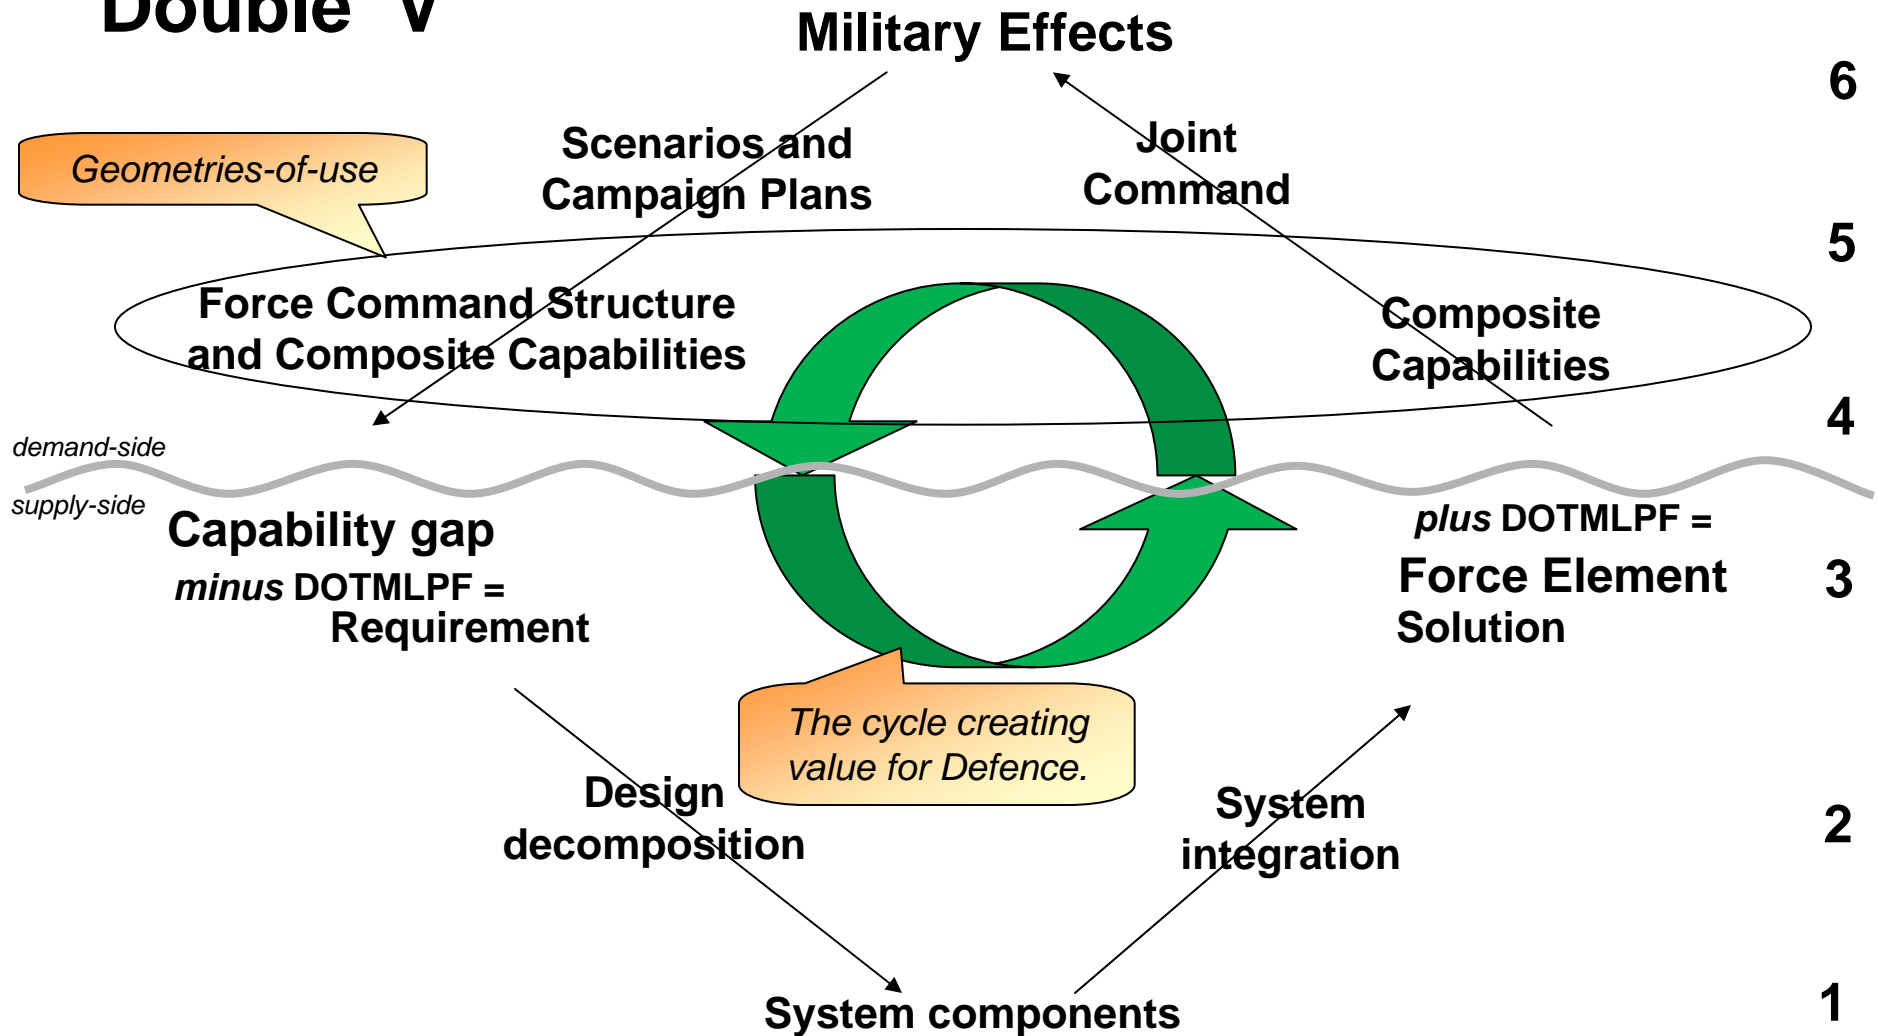 Double V
Military Effects
6
Scenarios and
Campaign Plans
Joint
Command
Geometries-of-use
5
Force Command Structure
and Composite Capabilities
Composite
Capabilities
4
demand-side
supply-side
Capability gap
minus DOTMLPF =
Requirement
plus DOTMLPF =
Force Element
Solution
3
The cycle creating
value for Defence.
Design
decomposition
System
integration
2
System components
1